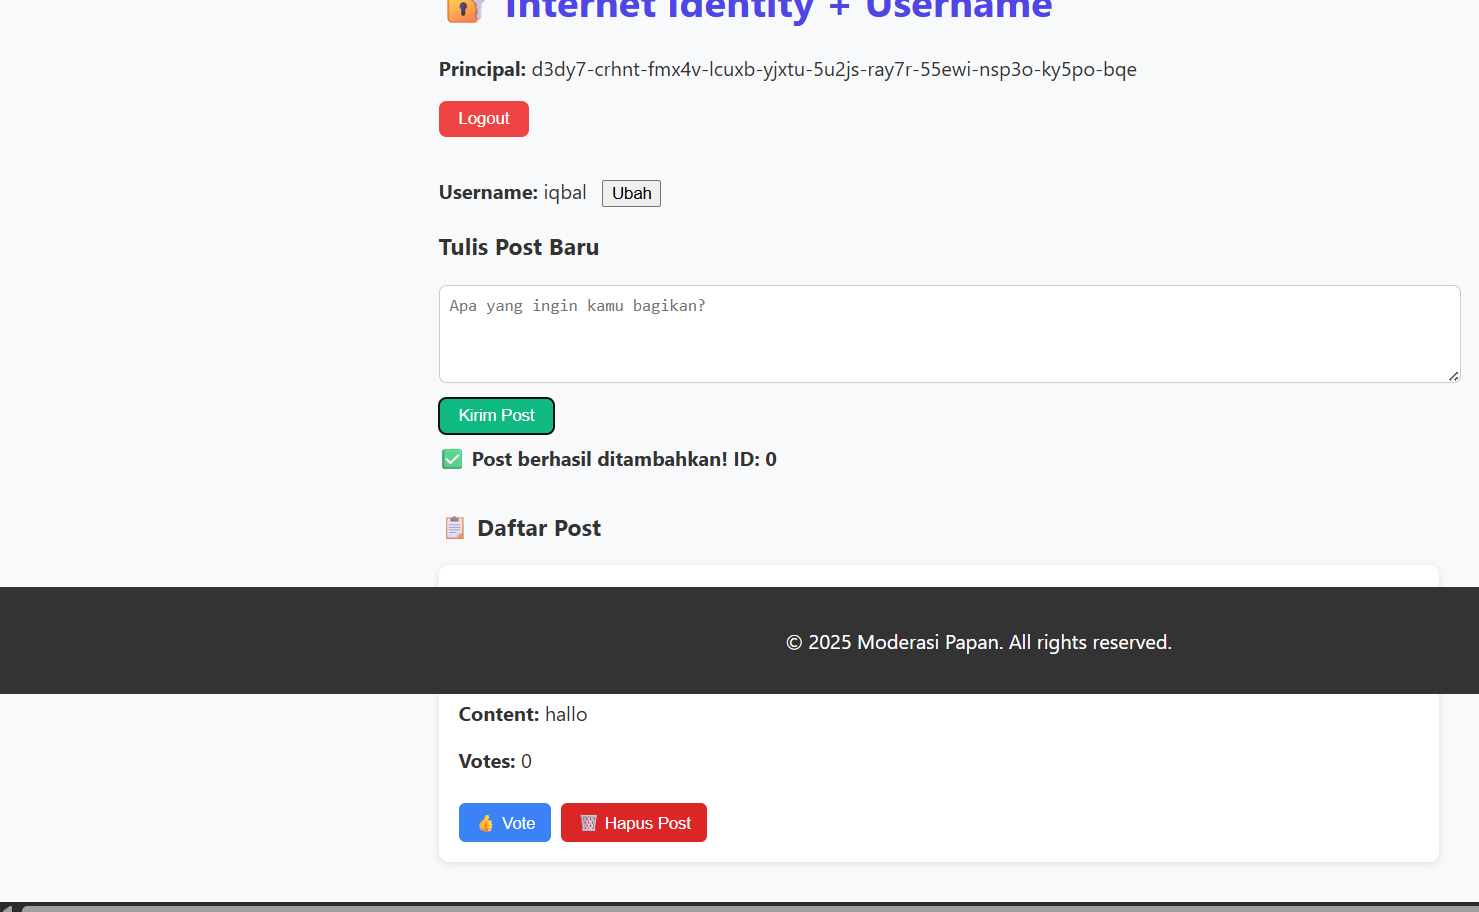 Internet Identity + Username
Principal: d3dy7-crhnt-fmx4v-lcuxb-yjxtu-5u2js-ray7r-55ewi-nsp3o-ky5po-bqe
Logout
Username: iqbal Ubah
Tulis Post Baru
Apa yang ingin kamu bagikan?
Kirim Post
✅ Post berhasil ditambahkan! ID: 0
📋 Daftar Post
© 2025 Moderasi Papan. All rights reserved.
Content: hallo
Votes: 0
👍 Vote 🗑️ Hapus Post